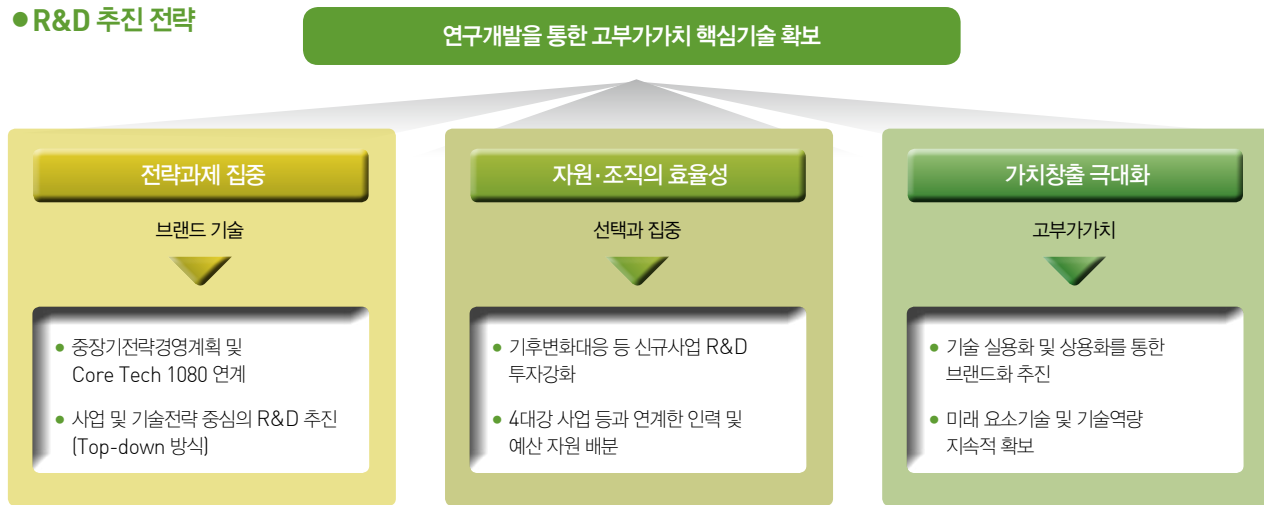 ● R&D 추진 전략
연구개발을 통한 고부가가치 핵심기술 확보
전략과제 집중
브랜드 기술
● 중장기전략경영계획 및
Core Tech 1080 연계
● 사업 및 기술전략 중심의 R&D 추진
(Top-down 방식)
자원·조직의 효율성
선택과 집중
● 기후변화대응 등 신규사업 R&D
투자강화
● 4대강 사업 등과 연계한 인력 및
예산 자원 배분
가치창출 극대화
고부가가치
● 기술 실용화 및 상용화를 통한
브랜드화 추진
● 미래 요소기술 및 기술역량
지속적 확보